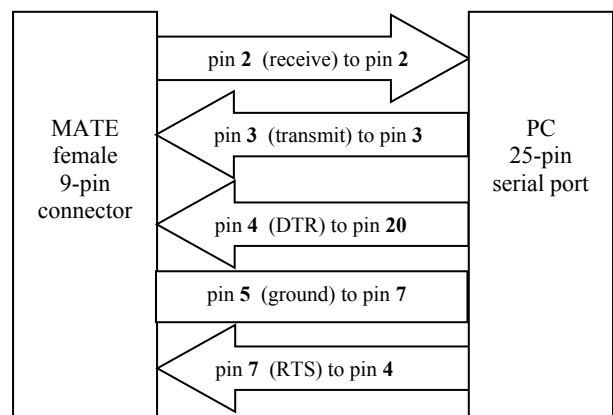 MATE
female
9-pin
connector
pin 2 (receive) to pin 2
pin 3 (transmit) to pin 3
pin 4 (DTR) to pin 20
pin 5 (ground) to pin 7
pin 7 (RTS) to pin 4
PC
25-pin
serial port